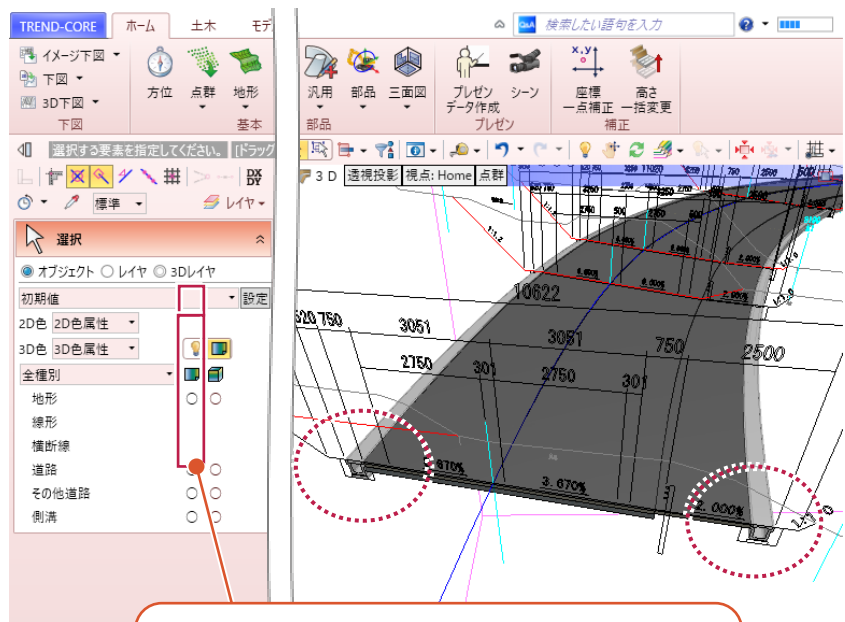 TREND-CORE ホーム 土木 モデ
Q&A 検索したい語句を入力
イメージ下図
下図
3D下図
方位 点群 地形
汎用 部品 三面図
プレゼン
データ作成
シーン
座標
一点補正
高さ
一括変更
x,y
下図 基本 部品 プレゼン 補正
選択する要素を指定してください。 [ドラッグ
標準 レイヤ
3 D 透視投影 視点: Home 点群
選択
オブジェクト レイヤ 3Dレイヤ
初期値 設定
2D色 2D色属性
3D色 3D色属性
全種別
地形
線形
横断線
道路
その他道路
側溝
10622
750 3051 3051 750 2500
2750 301 2750 301
3.670%
2.000%